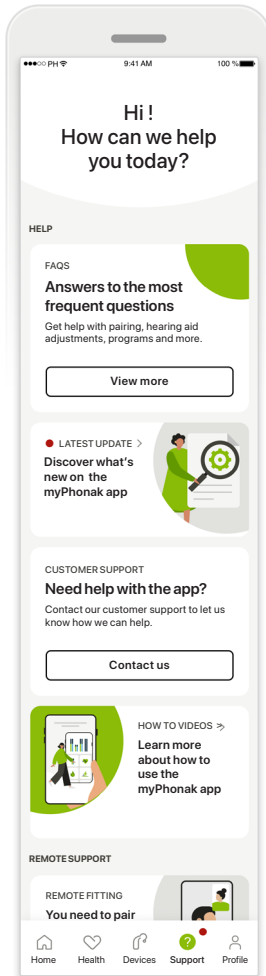 PH 9:41 AM 100 %
Hi !
How can we help
you today?
HELP
FAQS
Answers to the most
frequent questions
Get help with pairing, hearing aid
adjustments, programs and more.
View more
LATEST UPDATE >
Discover what's
new on the
myPhonak app
CUSTOMER SUPPORT
Need help with the app?
Contact our customer support to let us
know how we can help.
Contact us
HOW TO VIDEOS >
Learn more
about how to
use the
myPhonak app
REMOTE SUPPORT
REMOTE FITTING
You need to pair
Home Health Devices Support Profile